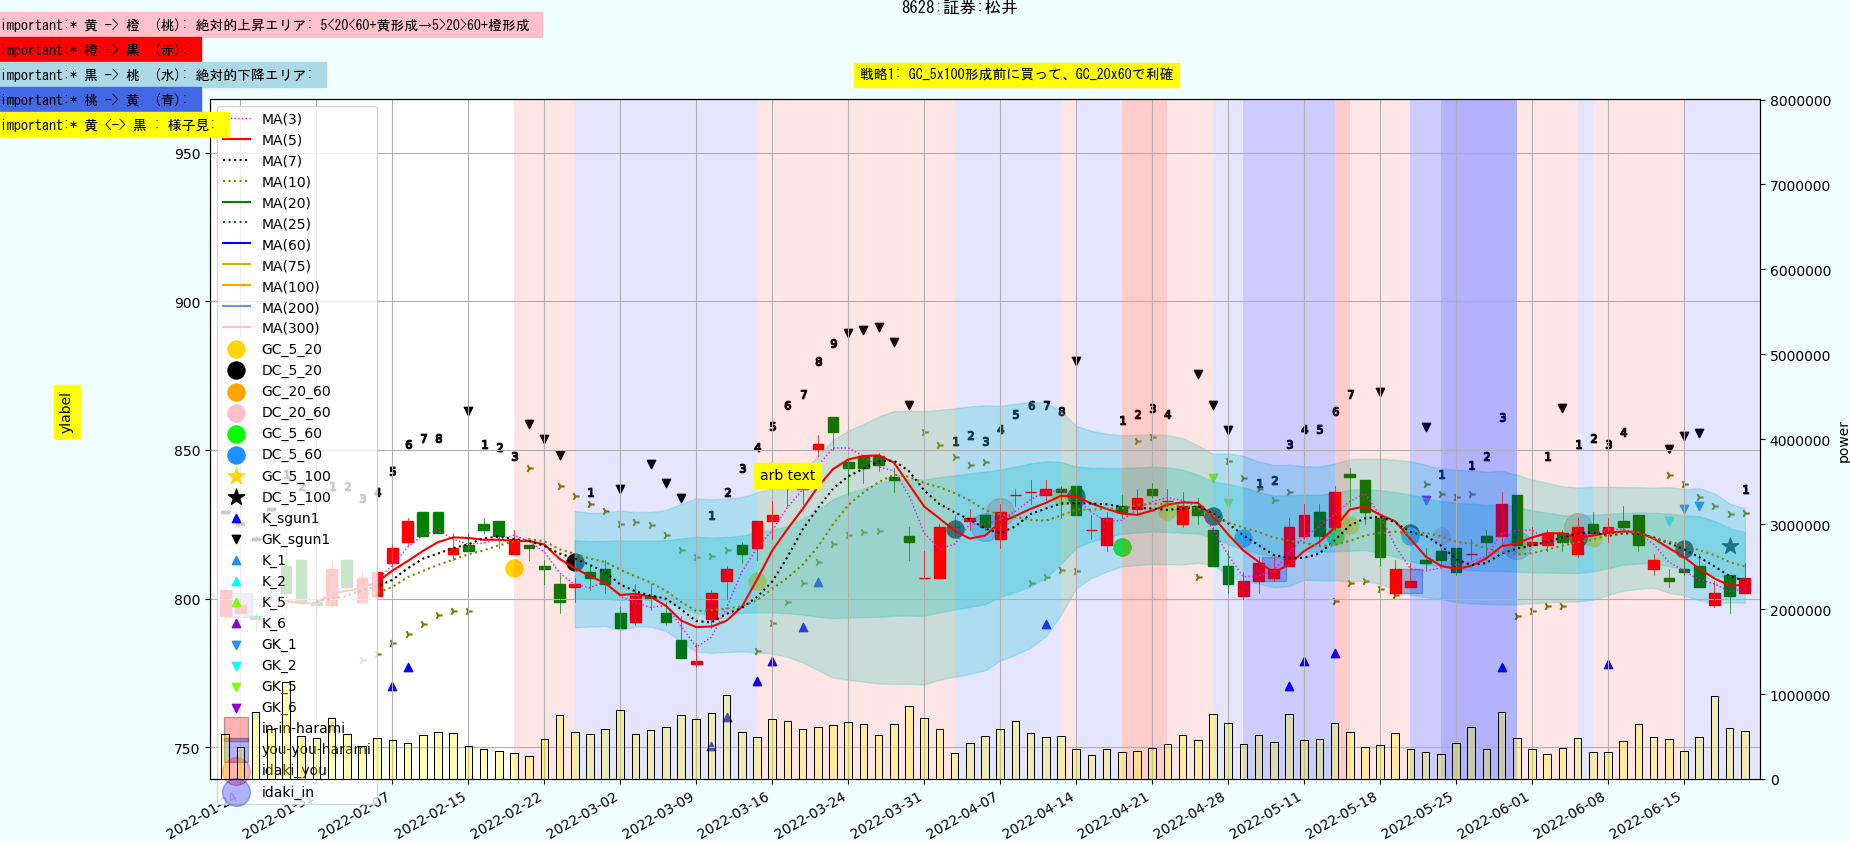 8628:証券:松井
important:* 黄 -> 橙 (桃): 絶対的上昇エリア: 5<20<60+黄形成→5>20>60+橙形成
important:* 橙 -> 黒 (赤):
important:* 黒 -> 桃 (水): 絶対的下降エリア:
戦略1: GC_5x100形成前に買って、GC_20x60で利確
important:* 桃 -> 黄 (青):
important:* 黄 <-> 黒 : 様子見:
MA(3)
MA(5)
MA(7)
MA(10)
MA(20)
MA(25)
MA(60)
MA(75)
MA(100)
MA(200)
MA(300)
GC_5_20
DC_5_20
GC_20_60
DC_20_60
GC_5_60
DC_5_60
GC_5_100
DC_5_100
K_sgun1
GK_sgun1
K_1
K_2
K_5
K_6
GK_1
GK_2
GK_5
GK_6
in-in-harami
you-you-harami
idaki_you
idaki_in
arb text
ylabel
950
900
850
800
750
power
8000000
7000000
6000000
5000000
4000000
3000000
2000000
1000000
0
2022-01-24
2022-01-31
2022-02-07
2022-02-15
2022-02-22
2022-03-02
2022-03-09
2022-03-16
2022-03-24
2022-03-31
2022-04-07
2022-04-14
2022-04-21
2022-04-28
2022-05-11
2022-05-18
2022-05-25
2022-06-01
2022-06-08
2022-06-15